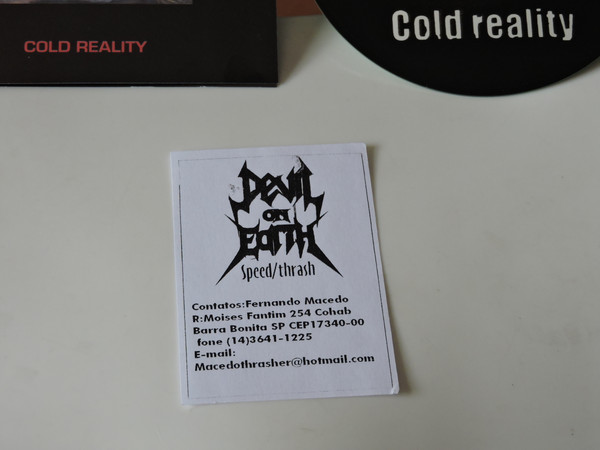 COLD REALITY
Cold reality
DEVIL
ON
EARTH
Speed/thrash
Contatos:Fernando Macedo
R:Moises Fantim 254 Cohab
Barra Bonita SP CEP17340-00
fone (14)3641-1225
E-mail:
Macedothrasher@hotmail.com